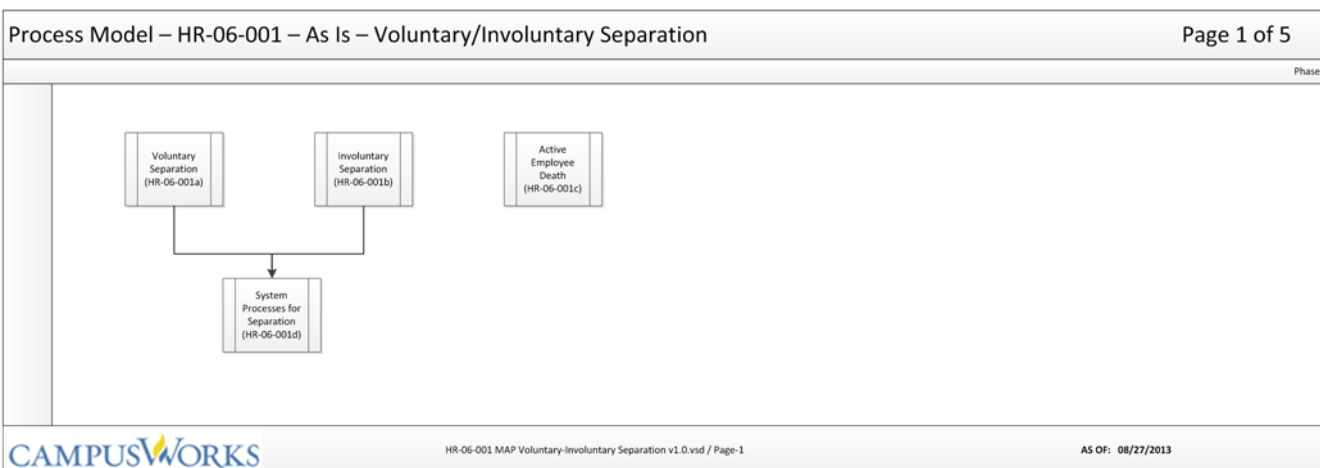 Process Model – HR-06-001 – As Is – Voluntary/Involuntary Separation
Page 1 of 5
Phase
Voluntary
Separation
(HR-06-001a)
Involuntary
Separation
(HR-06-001b)
Active
Employee
Death
(HR-06-001c)
System
Processes for
Separation
(HR-06-001d)
CAMPUSWORKS
HR-06-001 MAP Voluntary-Involuntary Separation v1.0.vsd / Page-1
AS OF: 08/27/2013